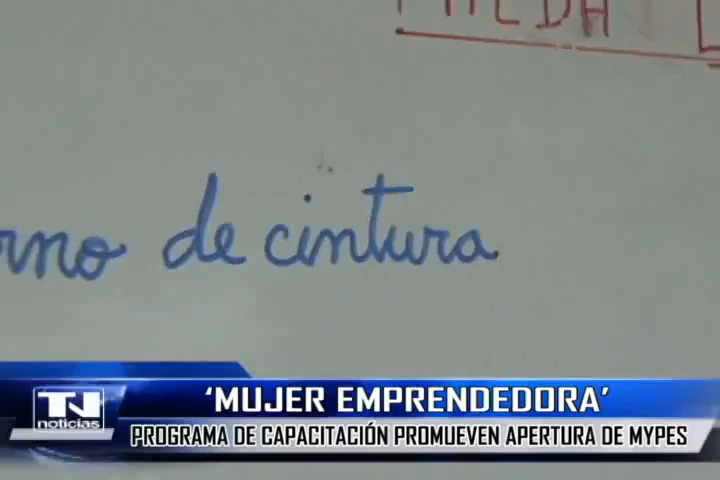 de cintura
TN
noticias
'MUJER EMPRENDEDORA'
PROGRAMA DE CAPACITACIÓN PROMUEVEN APERTURA DE MYPES